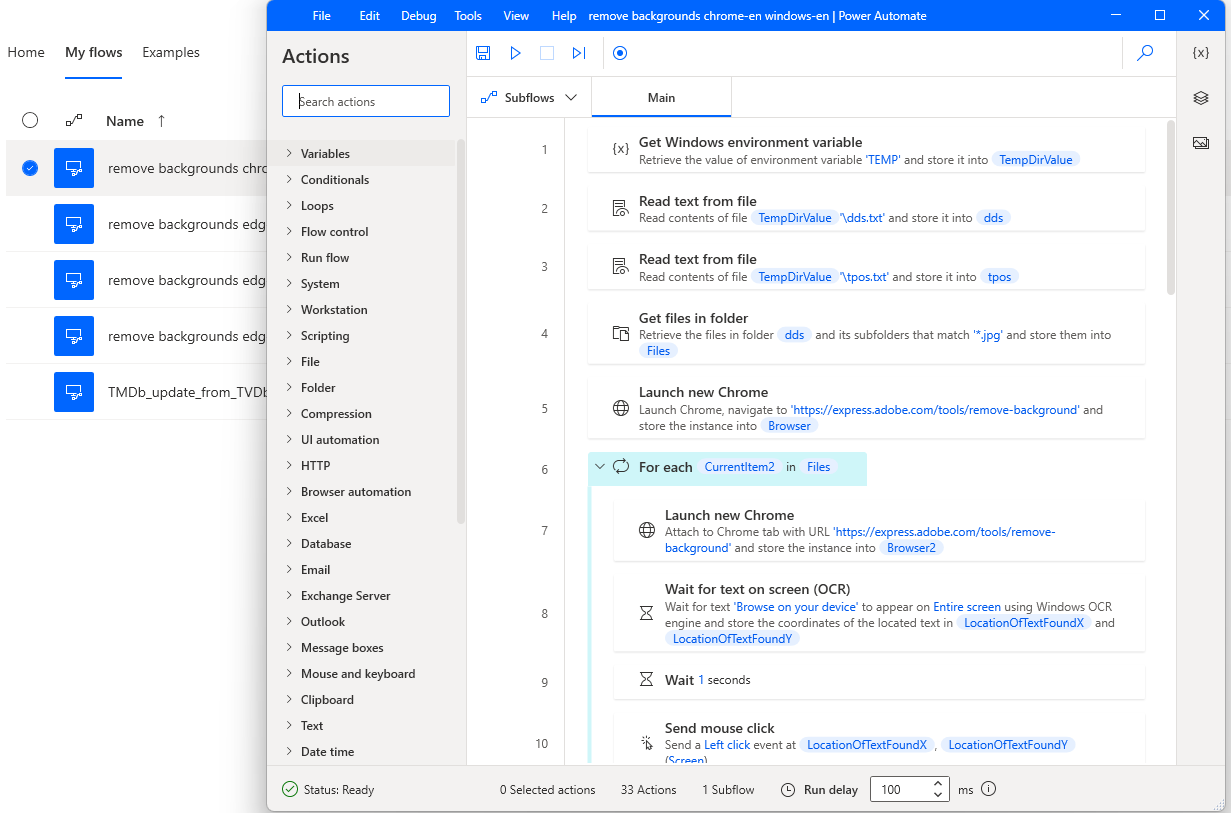 Home My flows Examples
Name ↑
remove backgrounds chro
remove backgrounds edg
remove backgrounds edg
remove backgrounds edg
TMDb_update_from_TVDb
File Edit Debug Tools View Help remove backgrounds chrome-en windows-en | Power Automate
Actions
Search actions
Variables
Conditionals
Loops
Flow control
Run flow
System
Workstation
Scripting
File
Folder
Compression
UI automation
HTTP
Browser automation
Excel
Database
Email
Exchange Server
Outlook
Message boxes
Mouse and keyboard
Clipboard
Text
Date time
{x}
Subflows Main
1 {x} Get Windows environment variable
Retrieve the value of environment variable 'TEMP' and store it into TempDirValue
2 Read text from file
Read contents of file TempDirValue '\dds.txt' and store it into dds
3 Read text from file
Read contents of file TempDirValue '\tpos.txt' and store it into tpos
4 Get files in folder
Retrieve the files in folder dds and its subfolders that match '*.jpg' and store them into
Files
5 Launch new Chrome
Launch Chrome, navigate to 'https://express.adobe.com/tools/remove-background' and
store the instance into Browser
6 For each CurrentItem2 in Files
7 Launch new Chrome
Attach to Chrome tab with URL 'https://express.adobe.com/tools/remove-
background' and store the instance into Browser2
8 Wait for text on screen (OCR)
Wait for text 'Browse on your device' to appear on Entire screen using Windows OCR
engine and store the coordinates of the located text in LocationOfTextFoundX and
LocationOfTextFoundY
9 Wait 1 seconds
10 Send mouse click
Send a Left click event at LocationOfTextFoundX , LocationOfTextFoundY
(Screen)
Status: Ready 0 Selected actions 33 Actions 1 Subflow Run delay 100 ms